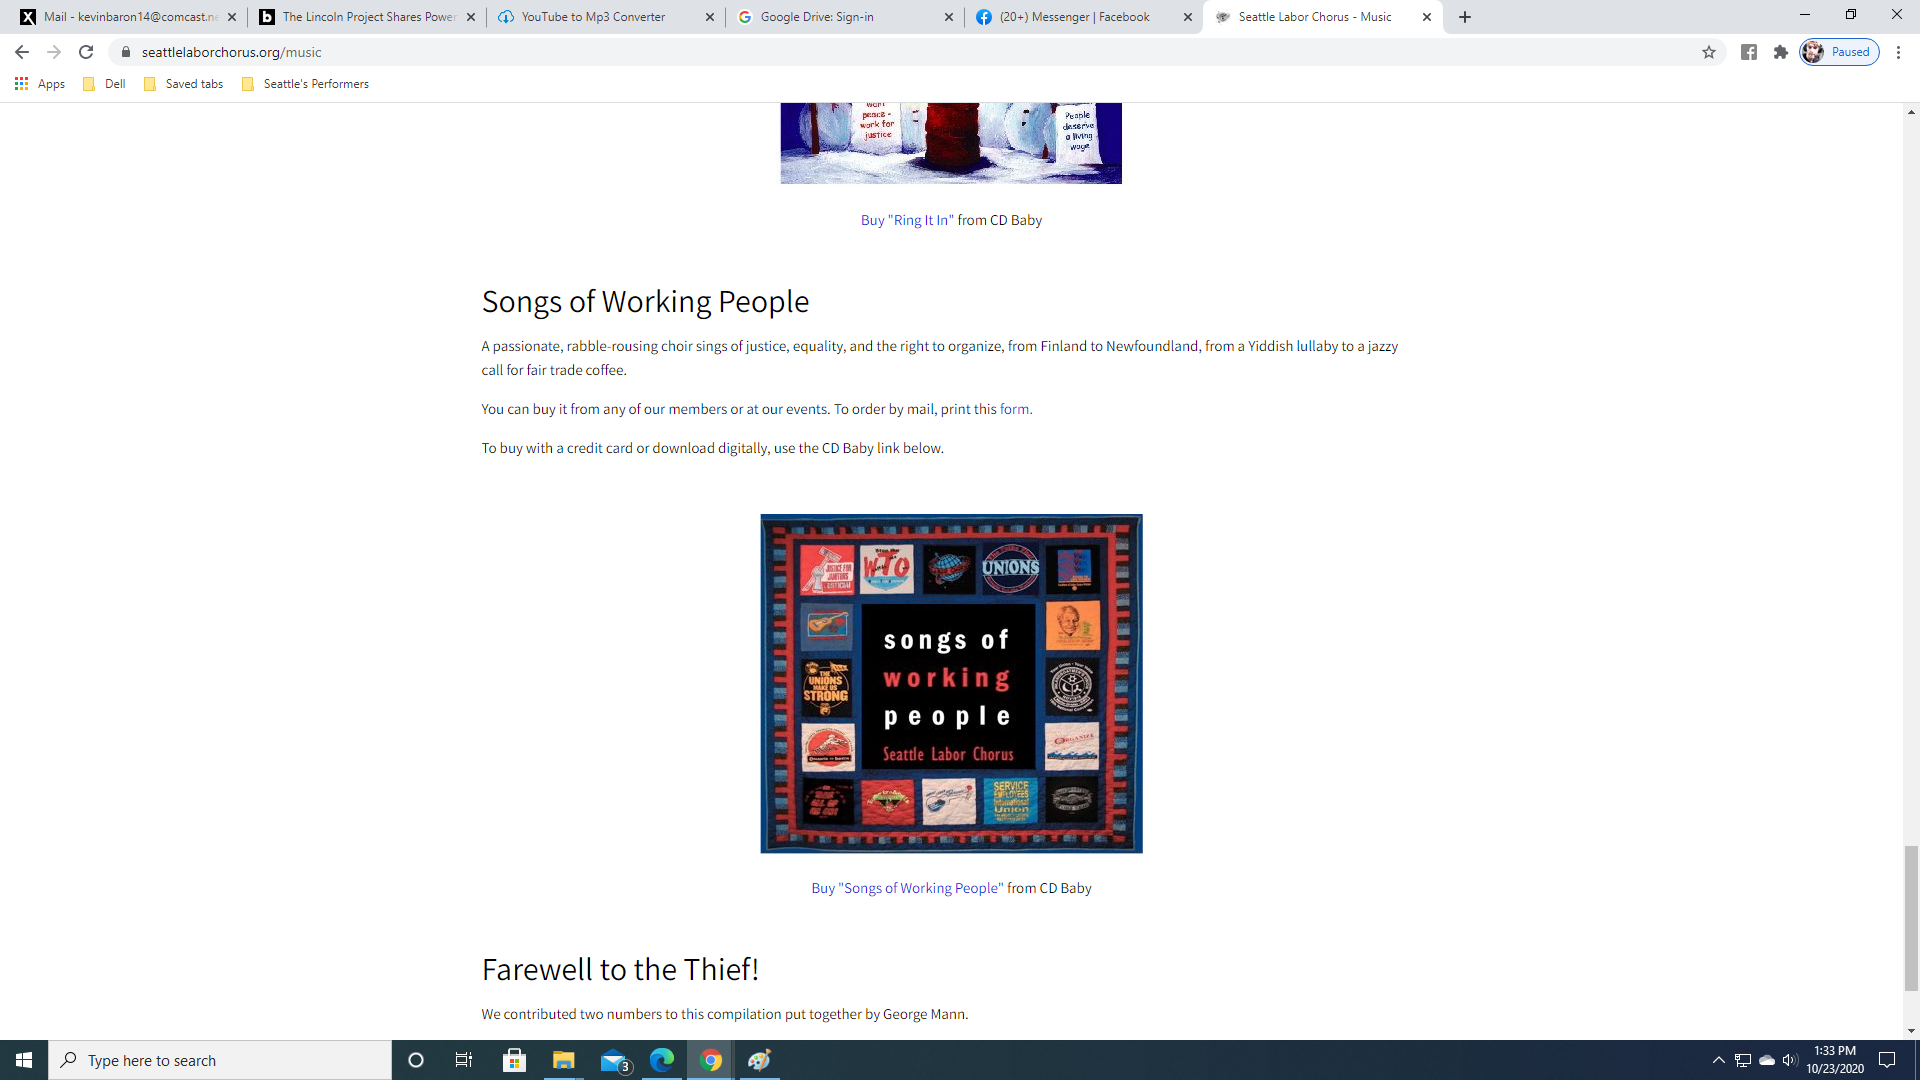 Mail - kevinbaron14@comcast.ne
The Lincoln Project Shares Power
YouTube to Mp3 Converter
Google Drive: Sign-in
(20+) Messenger | Facebook
Seattle Labor Chorus - Music
seattlelaborchorus.org/music
Paused
Apps
Dell
Saved tabs
Seattle's Performers
want
peace -
work for
justice
People
deserve
a living
wage
Buy "Ring It In" from CD Baby
Songs of Working People
A passionate, rabble-rousing choir sings of justice, equality, and the right to organize, from Finland to Newfoundland, from a Yiddish lullaby to a jazzy
call for fair trade coffee.
You can buy it from any of our members or at our events. To order by mail, print this form.
To buy with a credit card or download digitally, use the CD Baby link below.
JUSTICE FOR
JANITORS
WTO
UNIONS
THE
UNIONS
MAKE US
STRONG
songs of
working
people
Seattle Labor Chorus
ORGANIZE
SERVICE
EMPLOYEES
International
Union
Buy "Songs of Working People" from CD Baby
Farewell to the Thief!
We contributed two numbers to this compilation put together by George Mann.
Type here to search
3
1:33 PM
10/23/2020